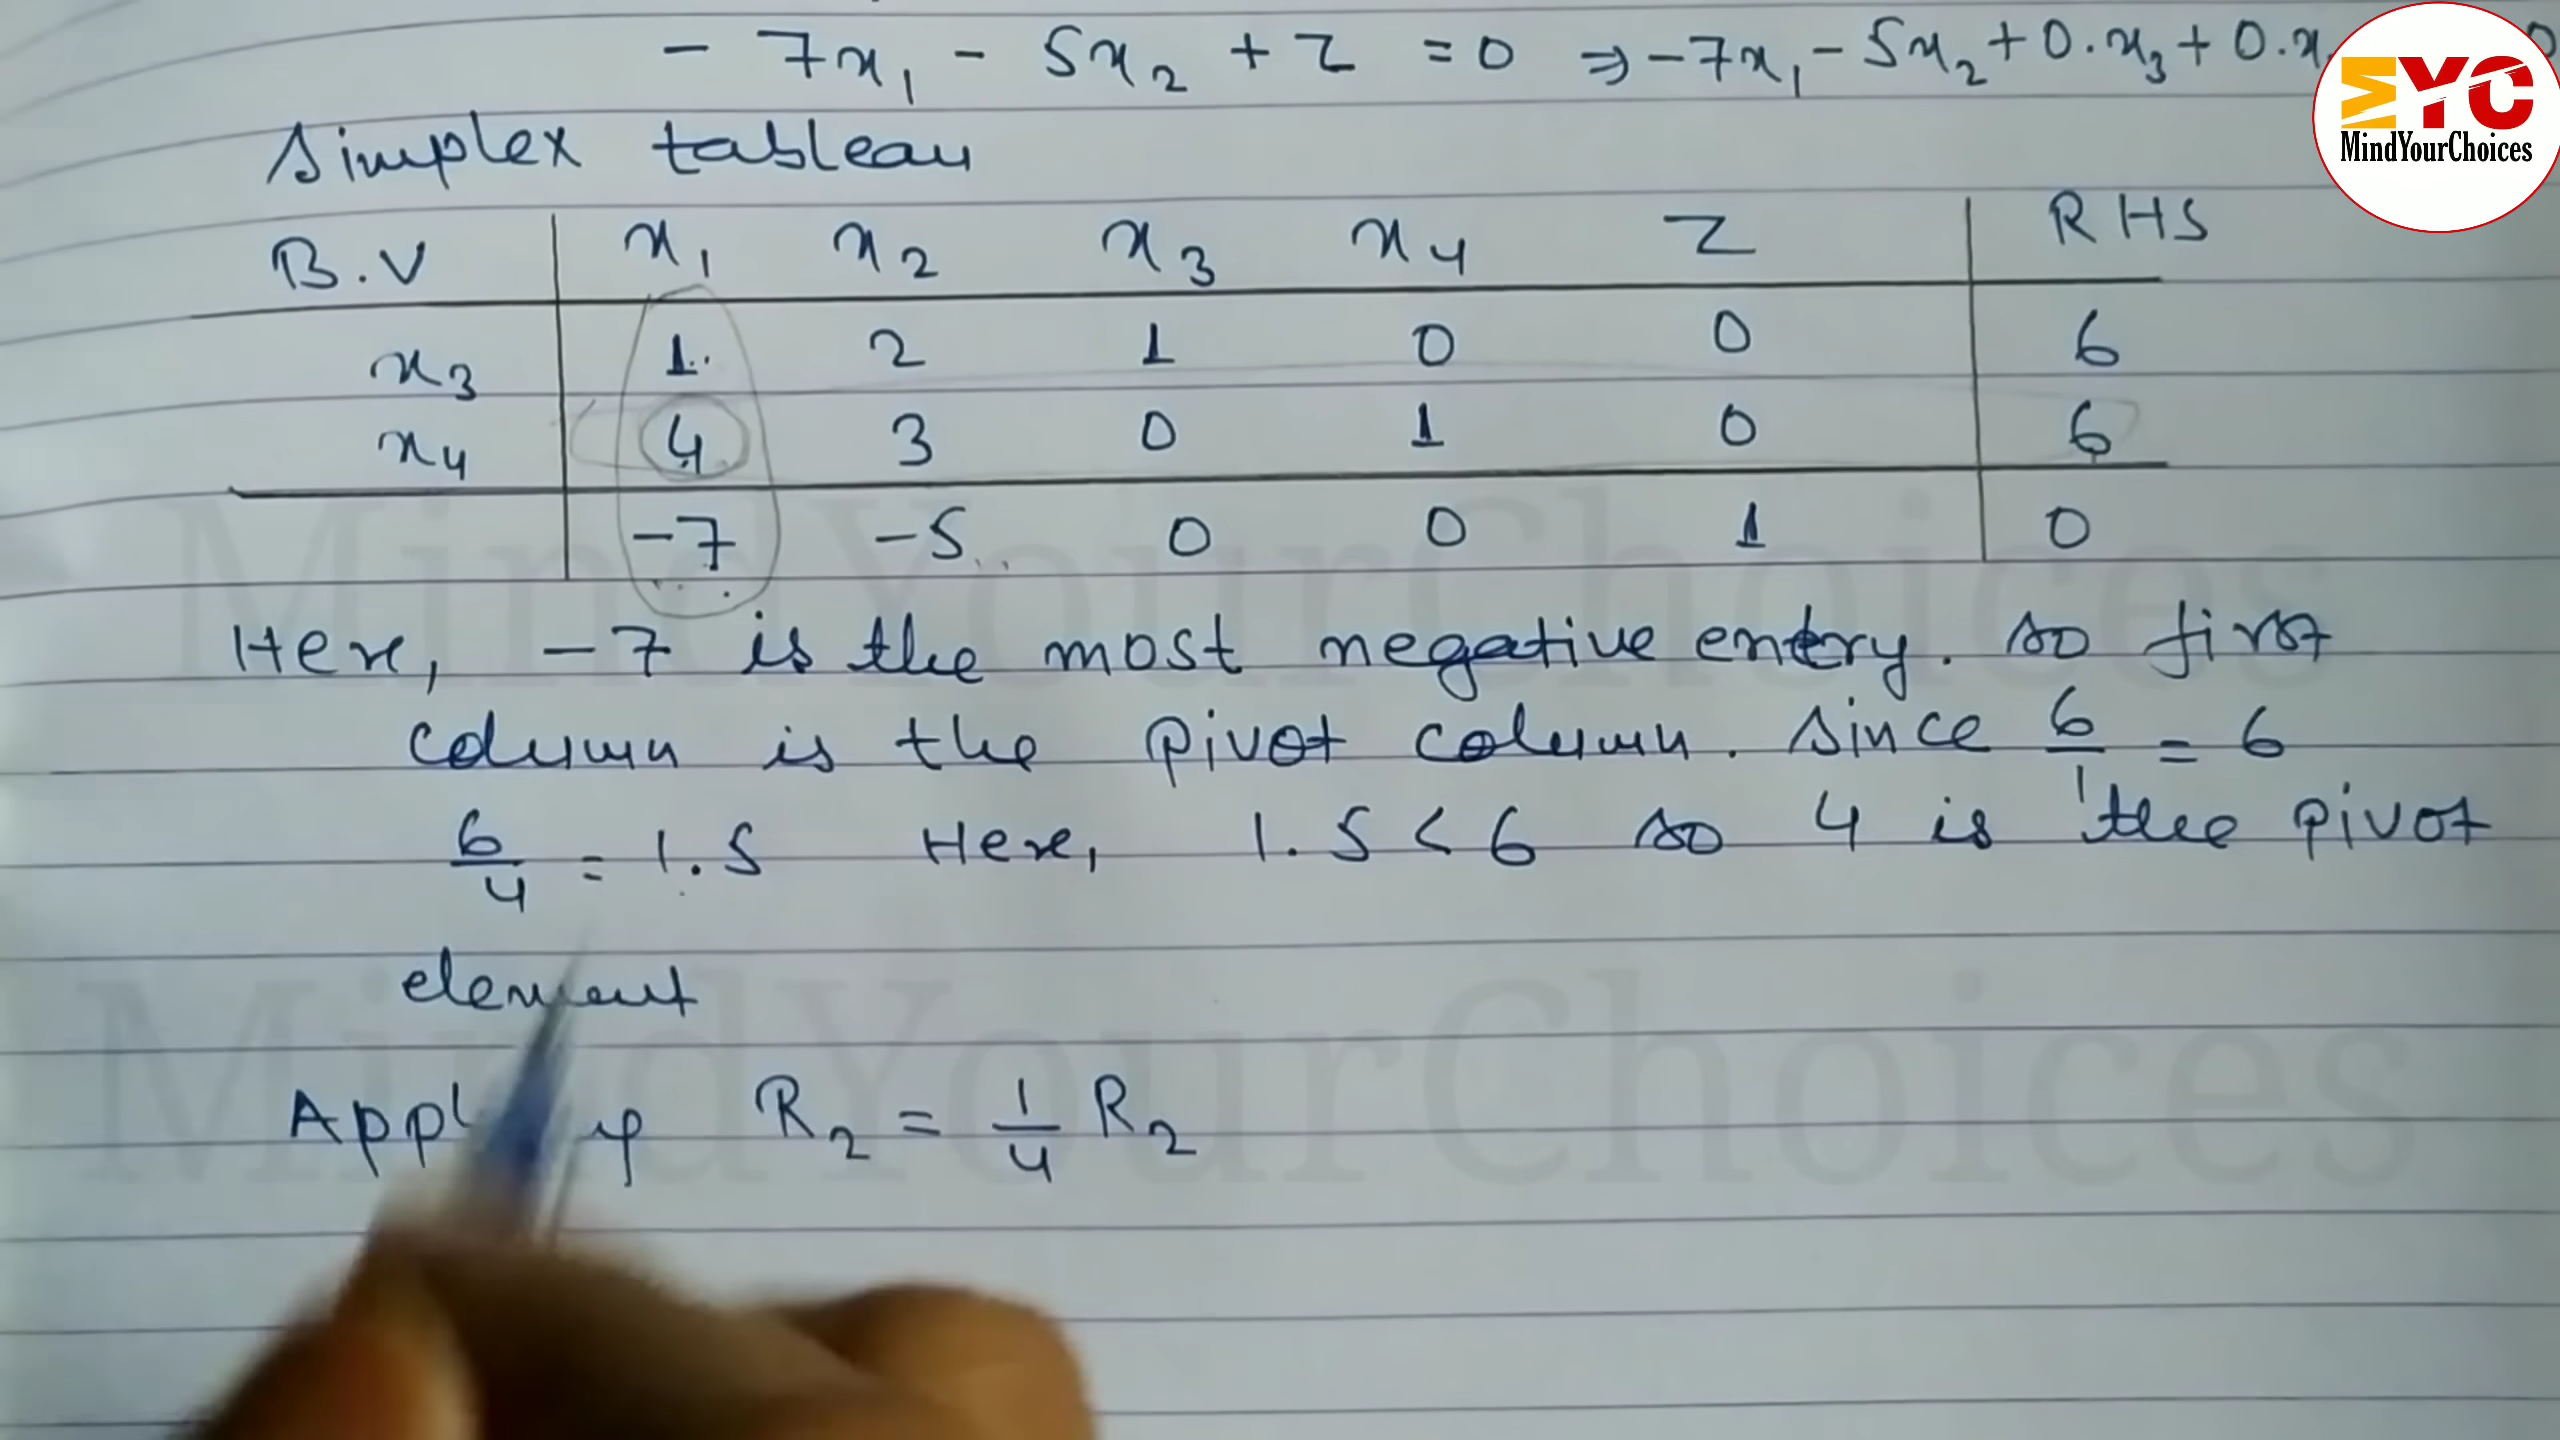 - 7x₁ - 5x₂ + Z = 0 ⇒ -7x₁ - 5x₂ + 0.x₃ + 0.x
MYC
MindYourChoices
Simplex tableau
B.V x₁ x₂ x₃ x₄ Z RHS
x₃ 1 2 1 0 0 6
x₄ 4 3 0 1 0 6
-7 -5 0 0 1 0
Here, -7 is the most negative entry. so first
column is the pivot column. Since 6/1 = 6
6/4 = 1.5 Here, 1.5 < 6 so 4 is the pivot
element
R₂ = 1/4 R₂
MindYourChoices
MindYourChoices